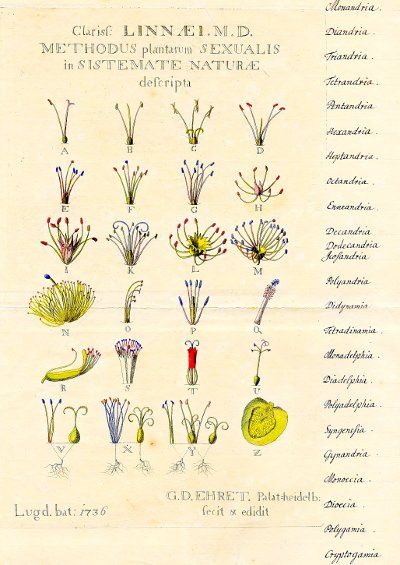 Clarisſ: LINNÆI. M. D.
METHODUS plantarum SEXUALIS
in SISTEMATE NATURÆ
deſcripta
A B C D
E F G H
I K L M
N O P Q
R S T U
V X Y Z
Lugd. bat: 1736
G.D. EHRET. Palat-heidelb:
fecit & edidit
Monandria.
Diandria.
Triandria.
Tetrandria.
Pentandria.
Hexandria.
Heptandria.
Octandria.
Enneandria.
Decandria.
Dodecandria
Icosandria.
Polyandria.
Didynamia.
Tetradinamia.
Monadelphia.
Diadelphia.
Polyadelphia.
Syngenesia.
Gynandria.
Monoecia.
Dioecia.
Polygamia.
Cryptogamia